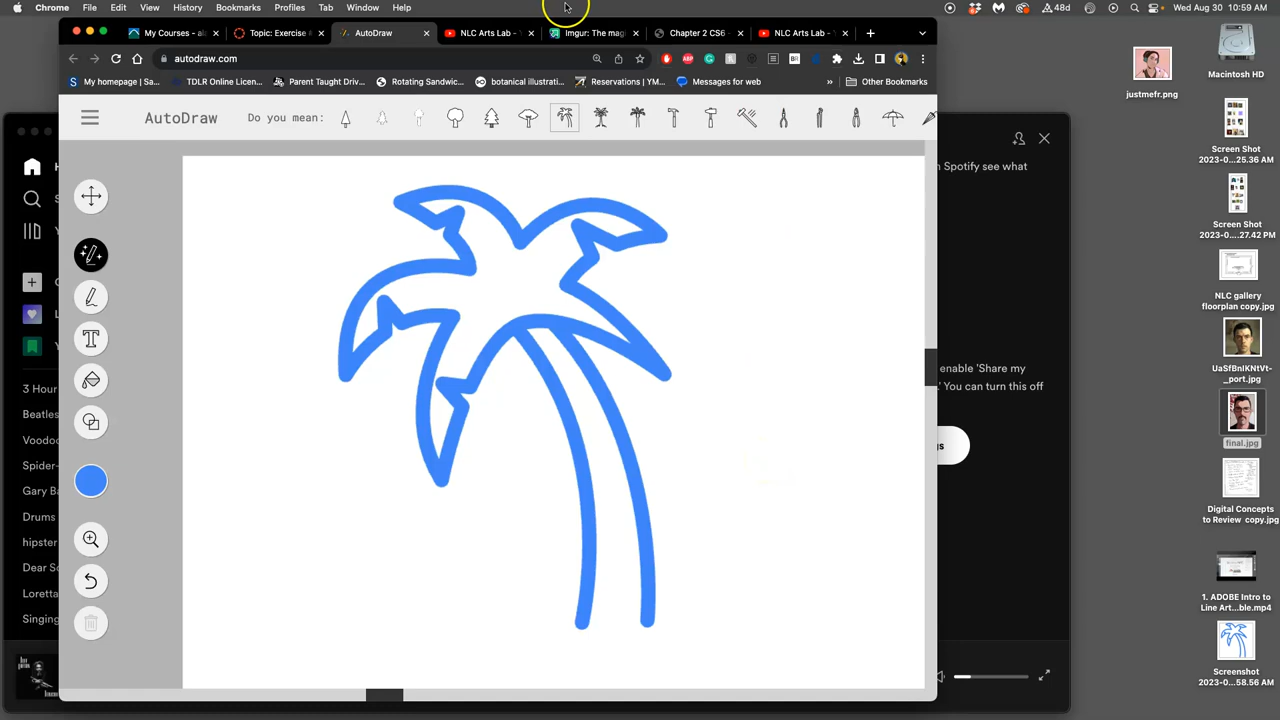 Chrome File Edit View History Bookmarks Profiles Tab Window Help 48d Wed Aug 30 10:59 AM
My Courses - al Topic: Exercise AutoDraw NLC Arts Lab - Imgur: The mag Chapter 2 CS6 - NLC Arts Lab - Y
autodraw.com
My homepage | Sa... TDLR Online Licen... Parent Taught Driv... Rotating Swardic... botanical illustrati... Reservations | YM... Messages for web » Other Bookmarks
AutoDraw Do you mean:
Macintosh HD
justmefr.png
Screen Shot
2023-0...25.36 AM
Screen Shot
2023-0....27.42 PM
NLC gallery
floorplan copy.jpg
UaSfBnIKNtVt-
_port.jpg
final.jpg
Digital Concepts
to Review copy.jpg
1. ADOBE Intro to
Line Art...ble.mp4
Screenshot
2023-0...58.56 AM
n Spotify see what
enable 'Share my
.' You can turn this off
gs
3 Hour
Beatles
Voodoo
Spider-
Gary Ba
Drums
hipster
Dear So
Loretta
Singing